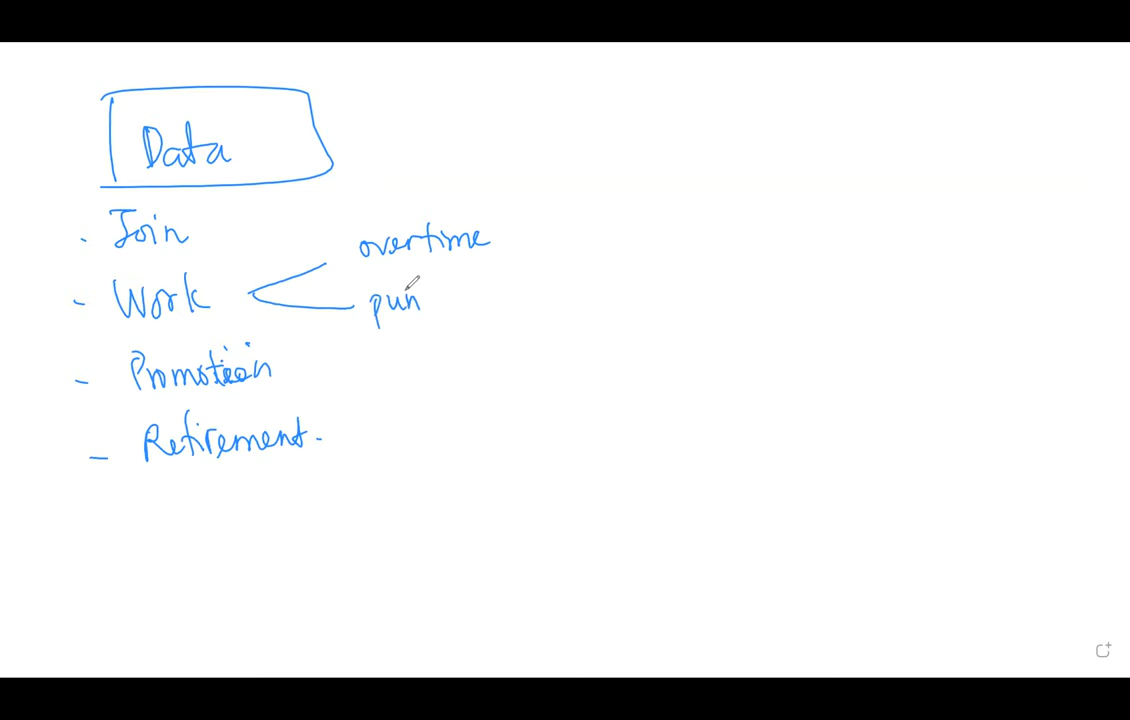 Data
. Join
- Work
overtime
pun
- Promotion
- Retirement.